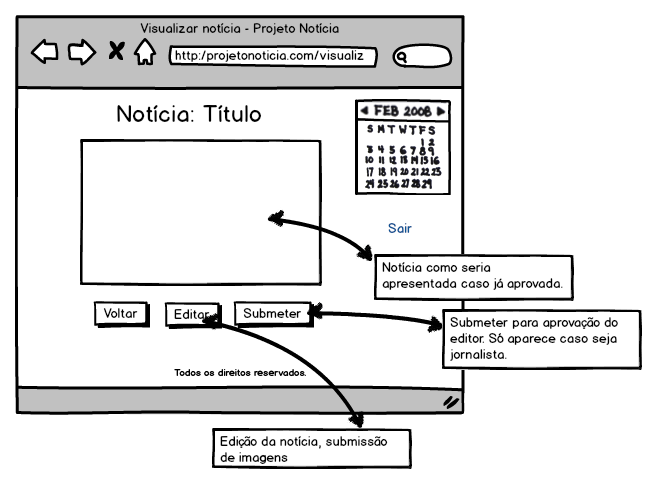 Visualizar notícia - Projeto Notícia
http:/projetonoticia.com/visualiz
Notícia: Título
FEB 2008
S M T W T F S
1 2
3 4 5 6 7 8 9
10 11 12 13 14 15 16
17 18 19 20 21 22 23
24 25 26 27 28 29
Sair
Notícia como seria
apresentada caso já aprovada.
Voltar
Editar
Submeter
Submeter para aprovação do
editor. Só aparece caso seja
jornalista.
Todos os direitos reservados.
Edição da notícia, submissão
de imagens